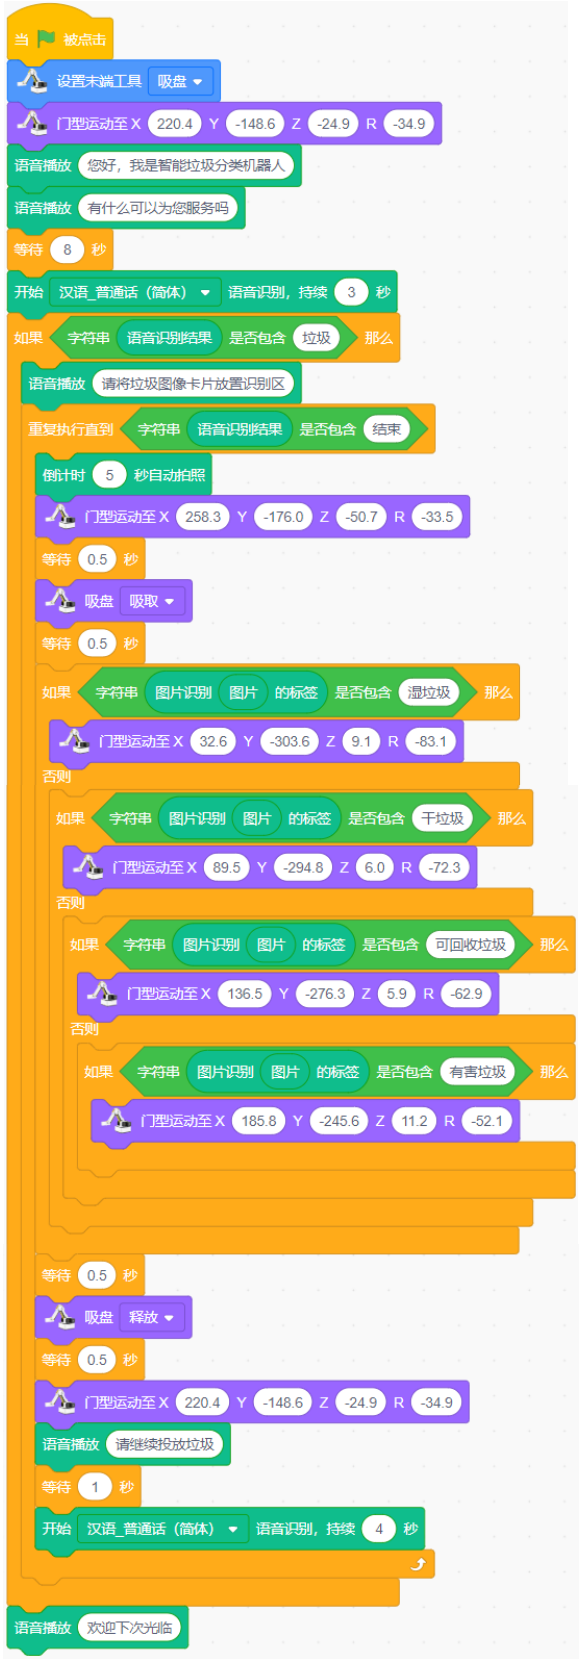 当 被点击
设置末端工具 吸盘
门型运动至 X 220.4 Y -148.6 Z -24.9 R -34.9
语音播放 您好，我是智能垃圾分类机器人
语音播放 有什么可以为您服务吗
等待 8 秒
开始 汉语_普通话（简体） 语音识别，持续 3 秒
如果 字符串 语音识别结果 是否包含 垃圾 那么
语音播放 请将垃圾图像卡片放置识别区
重复执行直到 字符串 语音识别结果 是否包含 结束
倒计时 5 秒自动拍照
门型运动至 X 258.3 Y -176.0 Z -50.7 R -33.5
等待 0.5 秒
吸盘 吸取
等待 0.5 秒
如果 字符串 图片识别 图片 的标签 是否包含 湿垃圾 那么
门型运动至 X 32.6 Y -303.6 Z 9.1 R -83.1
否则
如果 字符串 图片识别 图片 的标签 是否包含 干垃圾 那么
门型运动至 X 89.5 Y -294.8 Z 6.0 R -72.3
否则
如果 字符串 图片识别 图片 的标签 是否包含 可回收垃圾 那么
门型运动至 X 136.5 Y -276.3 Z 5.9 R -62.9
否则
如果 字符串 图片识别 图片 的标签 是否包含 有害垃圾 那么
门型运动至 X 185.8 Y -245.6 Z 11.2 R -52.1
等待 0.5 秒
吸盘 释放
等待 0.5 秒
门型运动至 X 220.4 Y -148.6 Z -24.9 R -34.9
语音播放 请继续投放垃圾
等待 1 秒
开始 汉语_普通话（简体） 语音识别，持续 4 秒
语音播放 欢迎下次光临